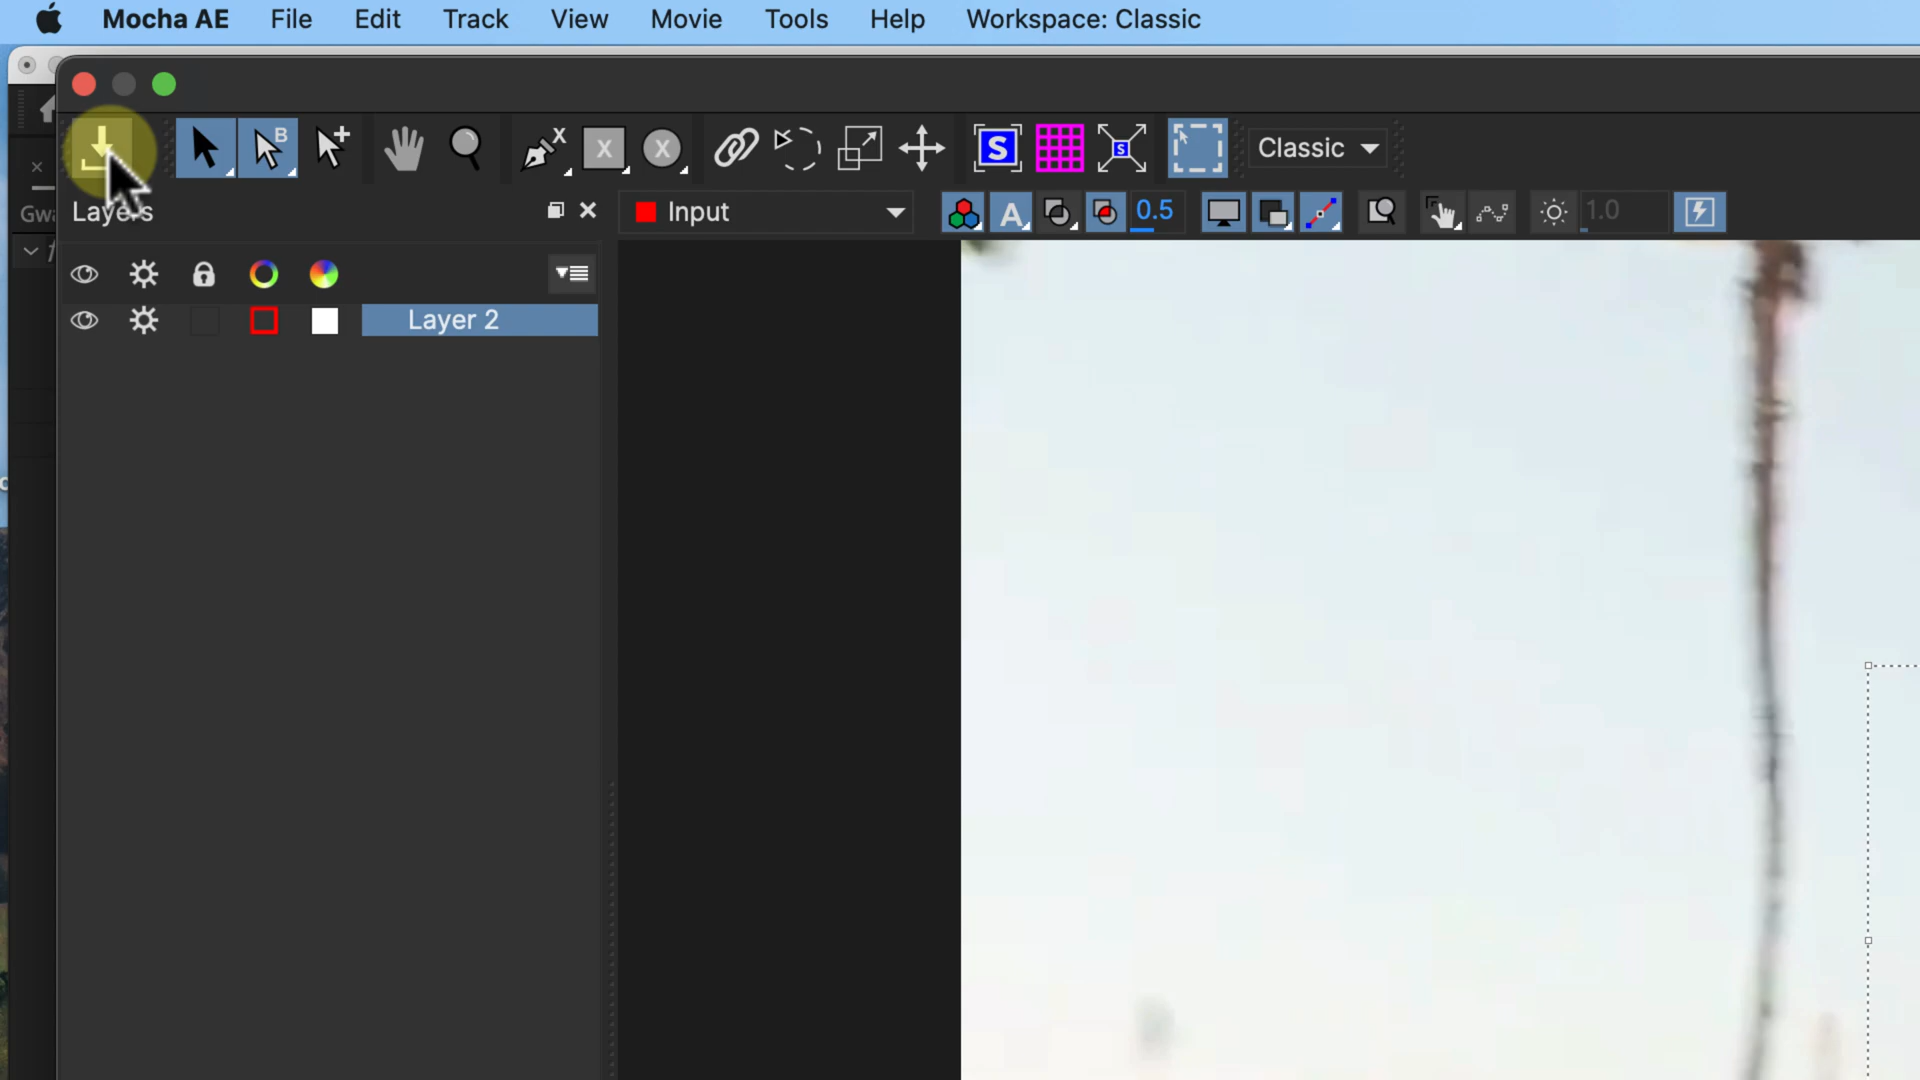 Mocha AE File Edit Track View Movie Tools Help Workspace: Classic
B X X X S S Classic
Layers Input A 0.5 1.0
Gwa
Layer 2